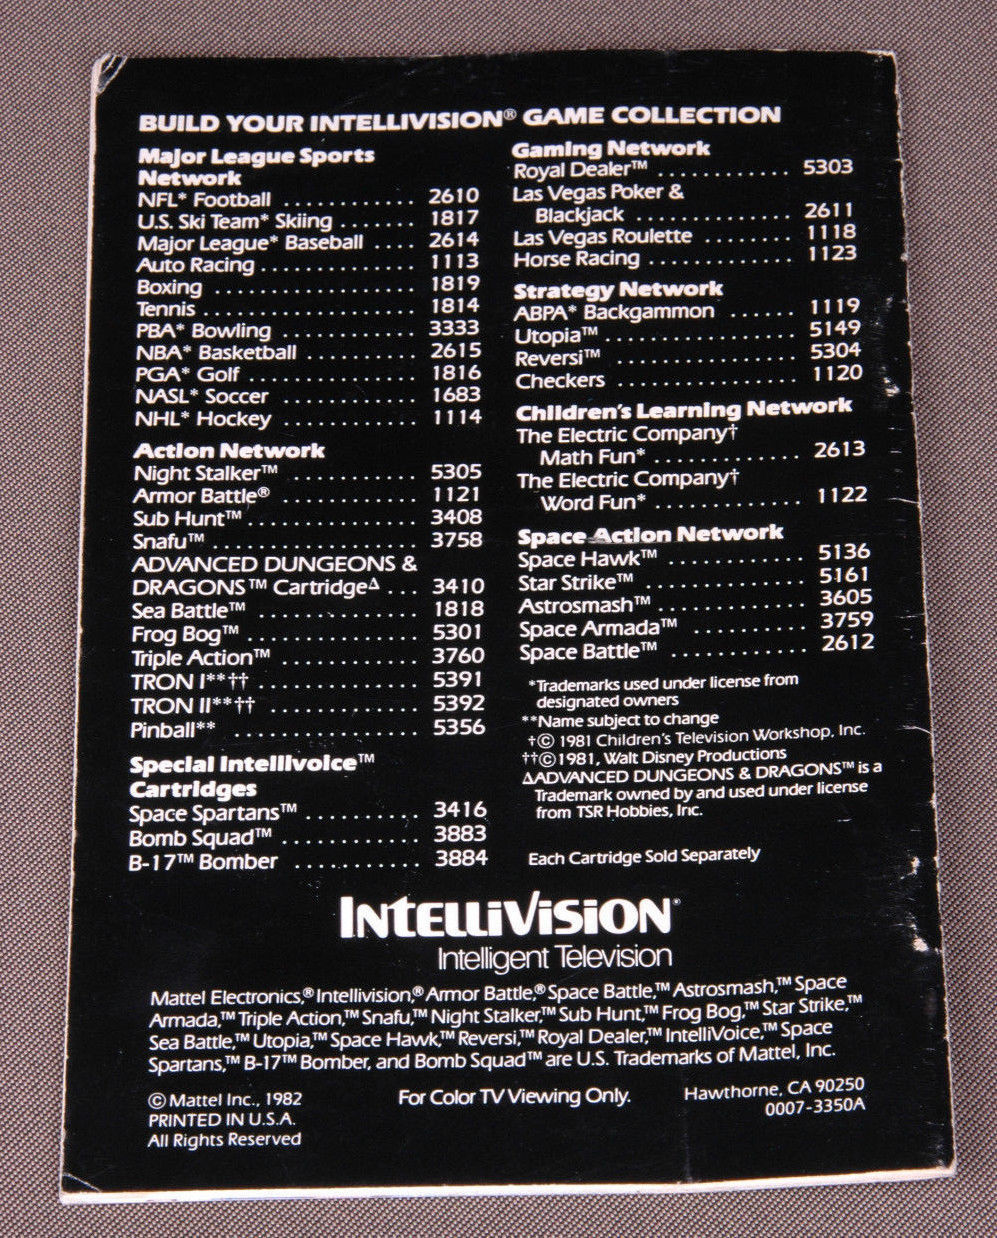 BUILD YOUR INTELLIVISION® GAME COLLECTION
Major League Sports
Network
NFL* Football ............. 2610
U.S. Ski Team* Skiing ....... 1817
Major League* Baseball .... 2614
Auto Racing .............. 1113
Boxing .................. 1819
Tennis .................... 1814
PBA* Bowling ............ 3333
NBA* Basketball .......... 2615
PGA* Golf ............... 1816
NASL* Soccer ............ 1683
NHL* Hockey ............ 1114
Action Network
Night Stalker™ ........... 5305
Armor Battle® ............ 1121
Sub Hunt™ ............... 3408
Snafu™ .................. 3758
ADVANCED DUNGEONS &
DRAGONS™ Cartridge∆ ... 3410
Sea Battle™ .............. 1818
Frog Bog™ ............... 5301
Triple Action™ ............ 3760
TRON I**†† .............. 5391
TRON II**†† ............. 5392
Pinball** ................ 5356
Special Intellivoice™
Cartridges
Space Spartans™ .......... 3416
Bomb Squad™ ............ 3883
B-17™ Bomber ........... 3884
Gaming Network
Royal Dealer™ ............ 5303
Las Vegas Poker &
Blackjack .............. 2611
Las Vegas Roulette ........ 1118
Horse Racing ............. 1123
Strategy Network
ABPA* Backgammon ...... 1119
Utopia™ ................. 5149
Reversi™ ................ 5304
Checkers ................ 1120
Children's Learning Network
The Electric Company†
Math Fun* ............. 2613
The Electric Company†
Word Fun* ............. 1122
Space Action Network
Space Hawk™ ............ 5136
Star Strike™ .............. 5161
Astrosmash™ ............. 3605
Space Armada™ .......... 3759
Space Battle™ ............ 2612
*Trademarks used under license from
designated owners
**Name subject to change
†© 1981 Children's Television Workshop, Inc.
††©1981, Walt Disney Productions
∆ADVANCED DUNGEONS & DRAGONS™ is a
Trademark owned by and used under license
from TSR Hobbies, Inc.
Each Cartridge Sold Separately
INTELLIVISION®
Intelligent Television
Mattel Electronics,® Intellivision,® Armor Battle,® Space Battle,™ Astrosmash,™ Space
Armada,™ Triple Action,™ Snafu,™ Night Stalker,™ Sub Hunt,™ Frog Bog,™ Star Strike,™
Sea Battle,™ Utopia,™ Space Hawk,™ Reversi,™ Royal Dealer,™ IntelliVoice,™ Space
Spartans,™ B-17™ Bomber, and Bomb Squad™ are U.S. Trademarks of Mattel, Inc.
© Mattel Inc., 1982
PRINTED IN U.S.A.
All Rights Reserved
For Color TV Viewing Only.
Hawthorne, CA 90250
0007-3350A